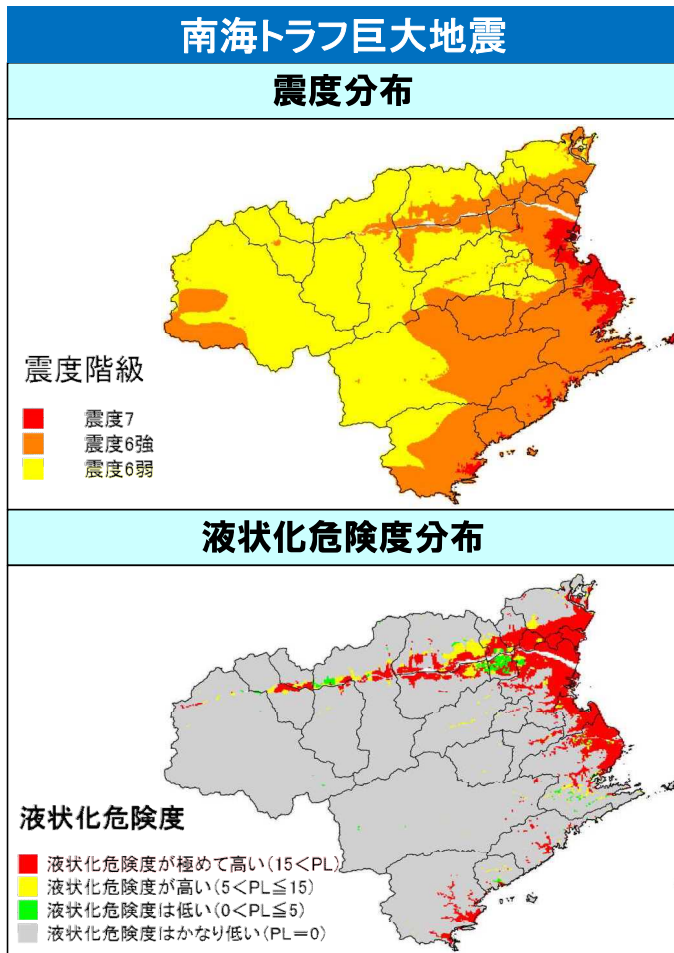 南海トラフ巨大地震
震度分布
震度階級
震度7
震度6強
震度6弱
液状化危険度分布
液状化危険度
液状化危険度が極めて高い(15<PL)
液状化危険度が高い(5<PL≦15)
液状化危険度は低い(0<PL≦5)
液状化危険度はかなり低い(PL=0)